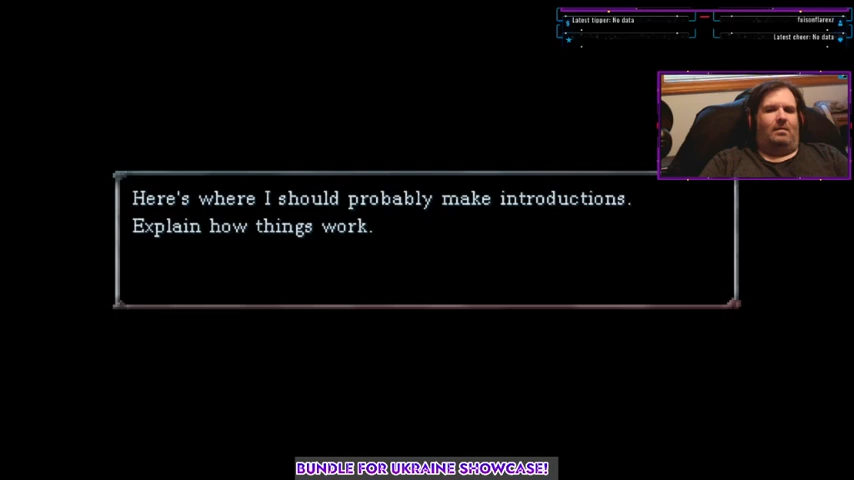 Latest tipper: No data
foisonflarexr
Latest cheer: No data
Here's where I should probably make introductions.
Explain how things work.
BUNDLE FOR UKRAINE SHOWCASE!